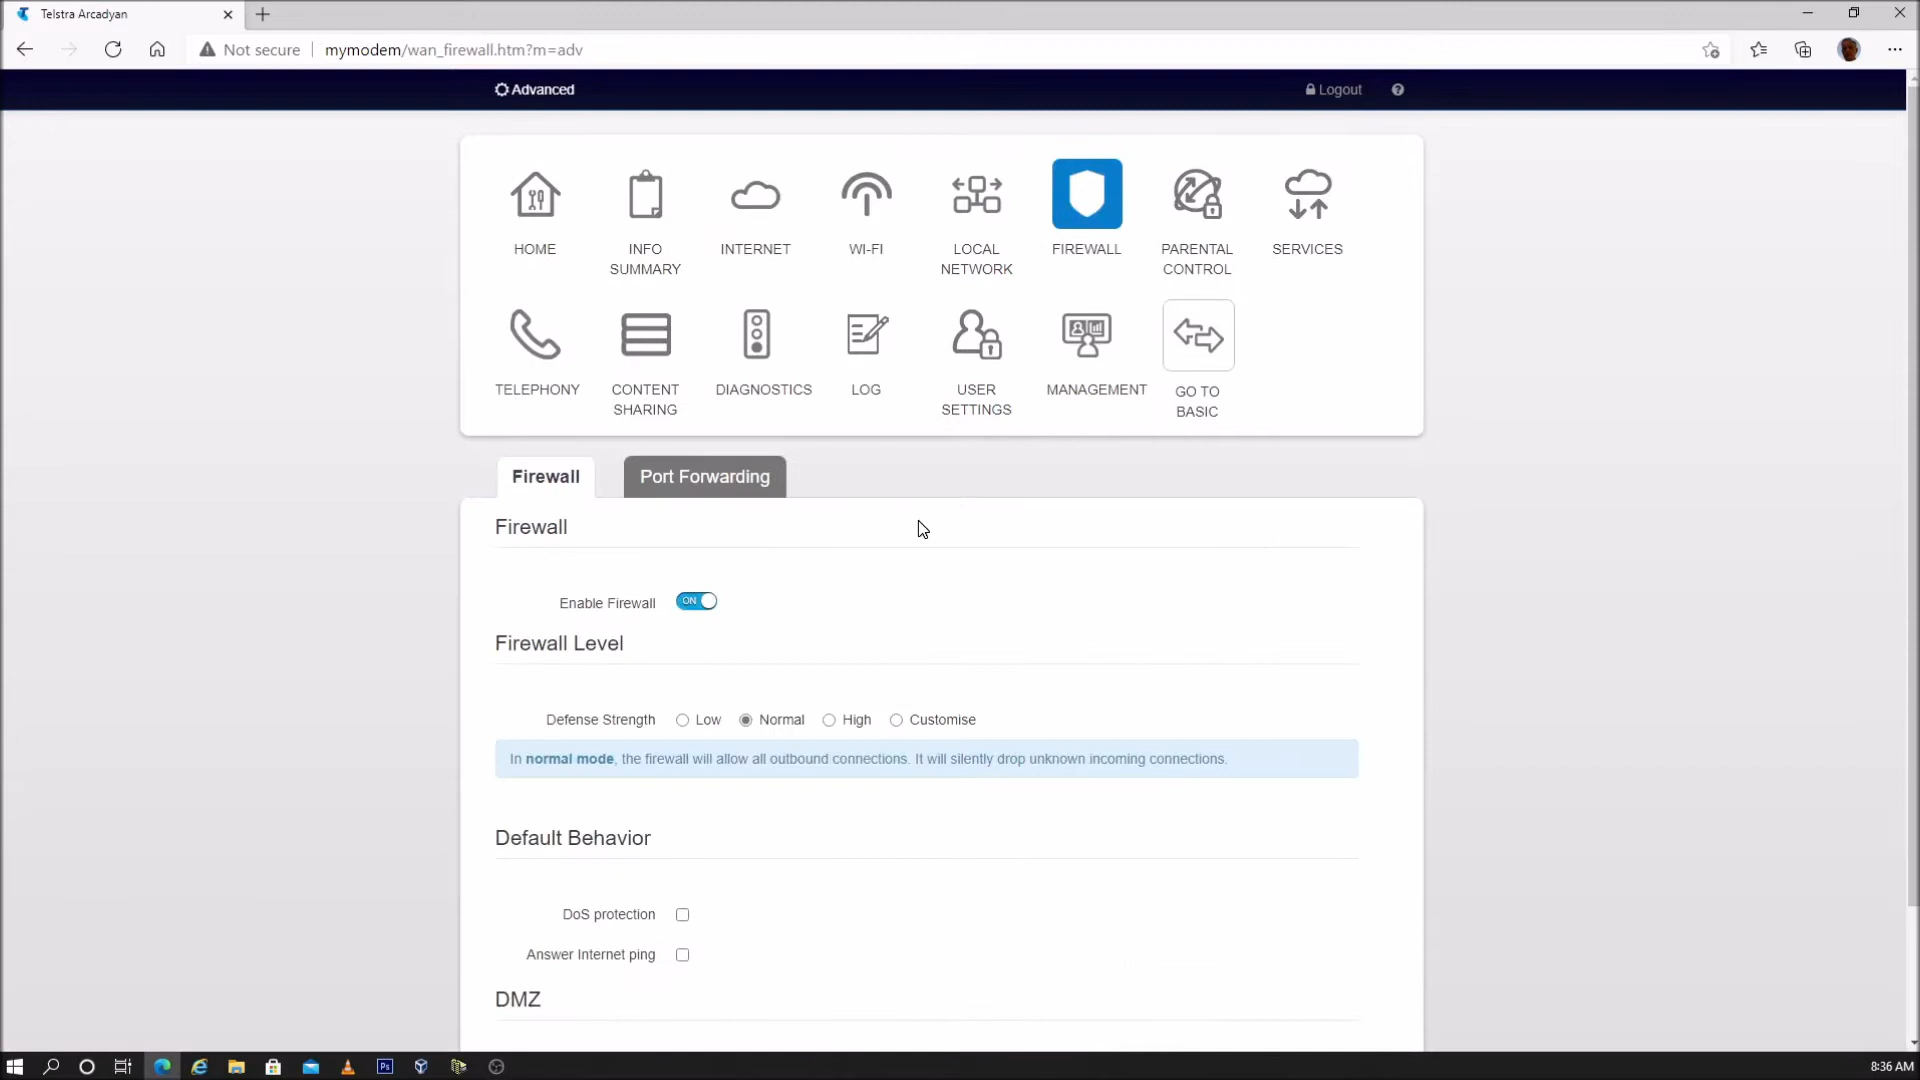 Telstra Arcadyan
Not secure mymodem/wan_firewall.htm?m=adv
Advanced
Logout
HOME
INFO
SUMMARY
INTERNET
WI-FI
LOCAL
NETWORK
FIREWALL
PARENTAL
CONTROL
SERVICES
TELEPHONY
CONTENT
SHARING
DIAGNOSTICS
LOG
USER
SETTINGS
MANAGEMENT
GO TO
BASIC
Firewall
Port Forwarding
Firewall
Enable Firewall ON
Firewall Level
Defense Strength Low Normal High Customise
In normal mode, the firewall will allow all outbound connections. It will silently drop unknown incoming connections.
Default Behavior
DoS protection
Answer Internet ping
DMZ
Ps
8:36 AM